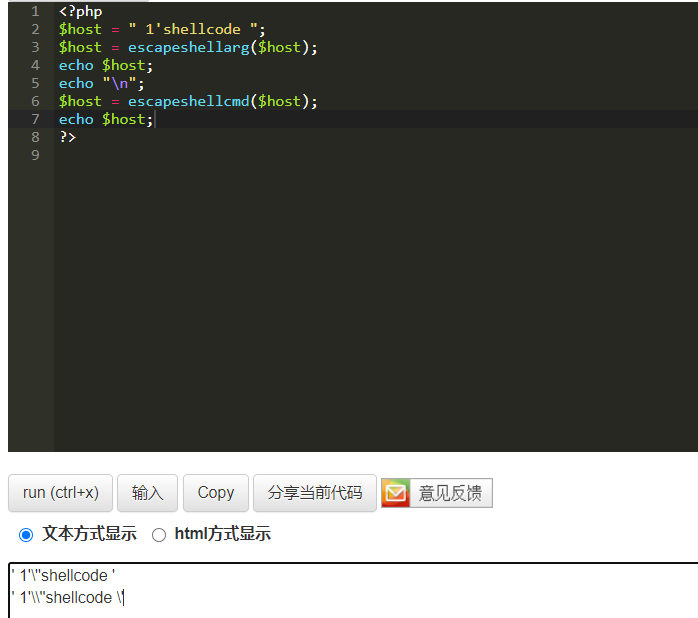 1 <?php
2 $host = " 1'shellcode ";
3 $host = escapeshellarg($host);
4 echo $host;
5 echo "\n";
6 $host = escapeshellcmd($host);
7 echo $host;
8 ?>
9
run (ctrl+x) 输入 Copy 分享当前代码 意见反馈
文本方式显示 html方式显示
' 1'\''shellcode '
' 1'\\''shellcode \'